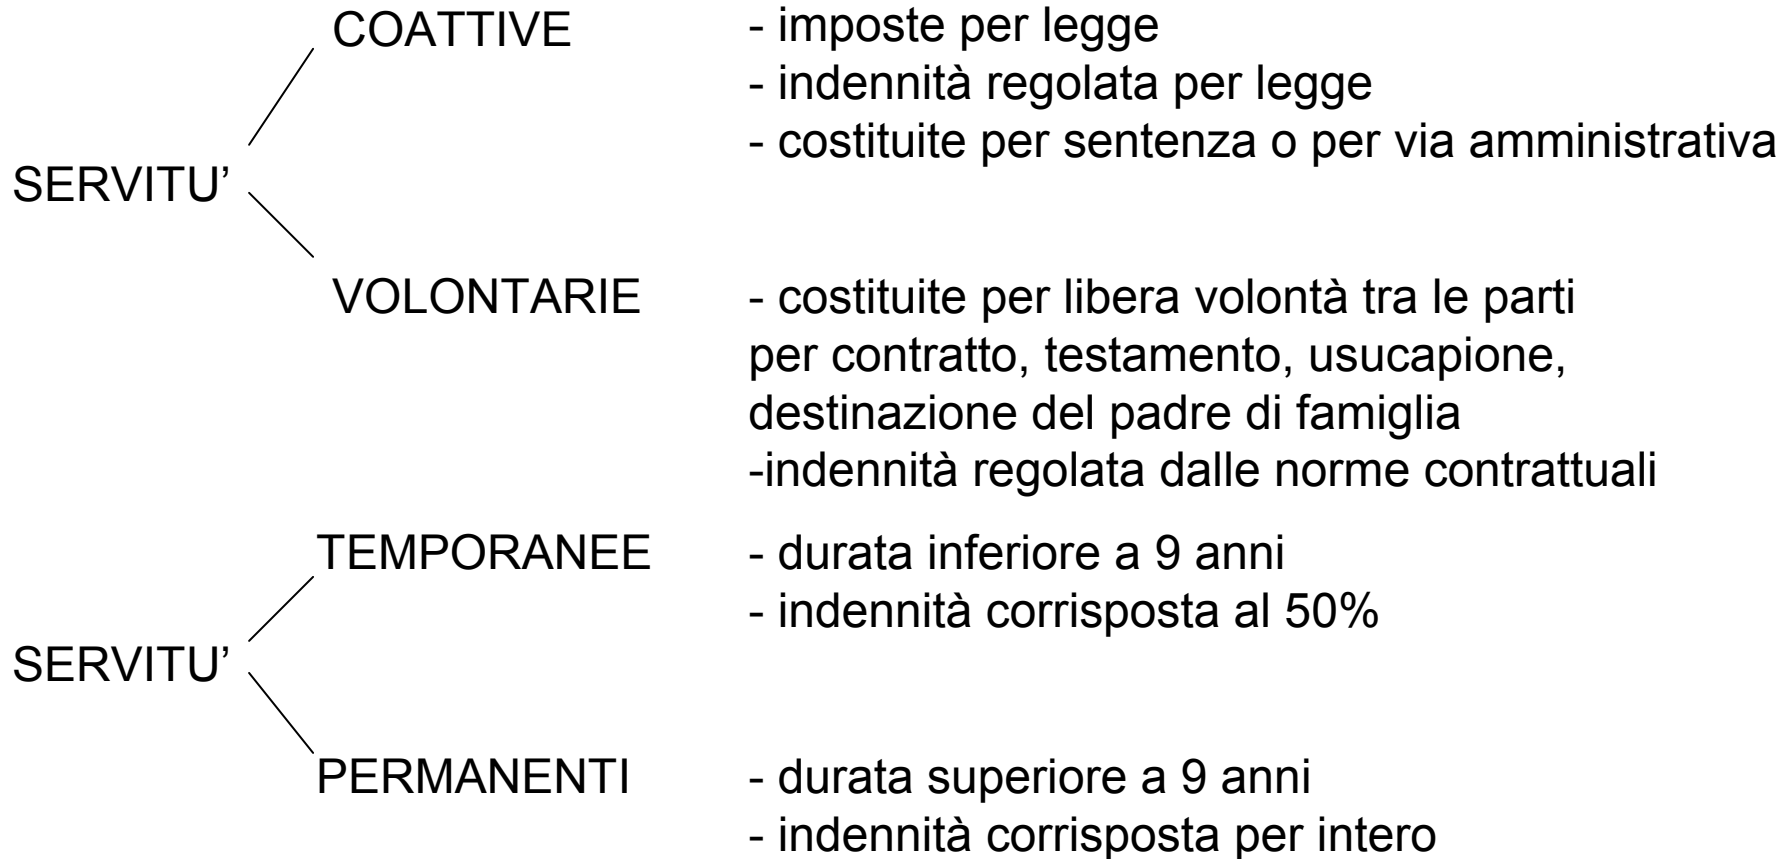 COATTIVE - imposte per legge
- indennità regolata per legge
- costituite per sentenza o per via amministrativa
SERVITU’
VOLONTARIE - costituite per libera volontà tra le parti
per contratto, testamento, usucapione,
destinazione del padre di famiglia
-indennità regolata dalle norme contrattuali
TEMPORANEE - durata inferiore a 9 anni
- indennità corrisposta al 50%
SERVITU’
PERMANENTI - durata superiore a 9 anni
- indennità corrisposta per intero